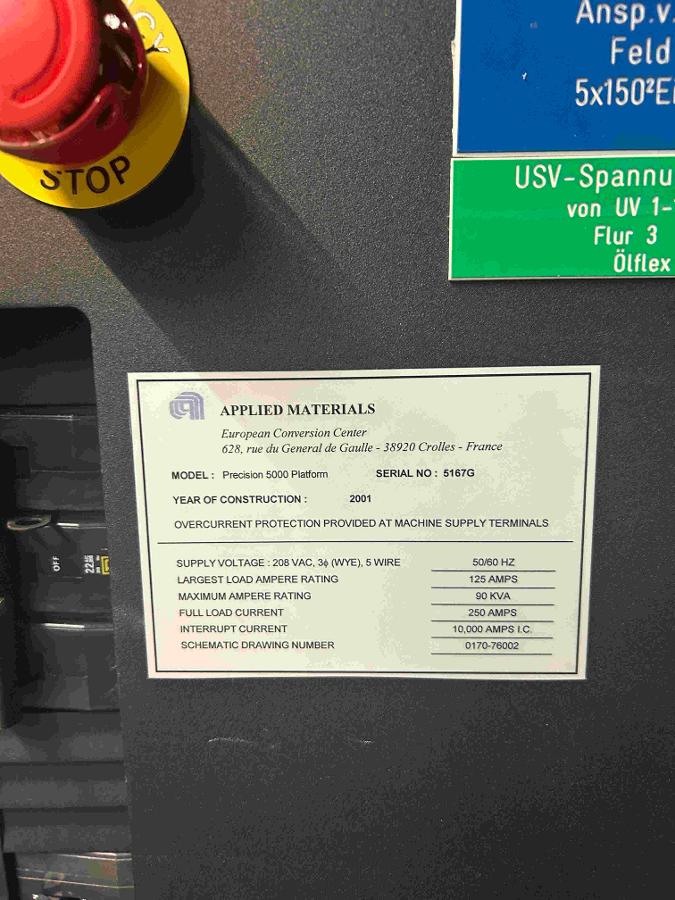 STOP
Ansp.v.
Feld
5x150²Ei
USV-Spannu
von UV 1-
Flur 3
Ölflex
APPLIED MATERIALS
European Conversion Center
628, rue du General de Gaulle - 38920 Crolles - France
MODEL : Precision 5000 Platform SERIAL NO : 5167G
YEAR OF CONSTRUCTION : 2001
OVERCURRENT PROTECTION PROVIDED AT MACHINE SUPPLY TERMINALS
SUPPLY VOLTAGE : 208 VAC, 3ϕ (WYE), 5 WIRE 50/60 HZ
LARGEST LOAD AMPERE RATING 125 AMPS
MAXIMUM AMPERE RATING 90 KVA
FULL LOAD CURRENT 250 AMPS
INTERRUPT CURRENT 10,000 AMPS I.C.
SCHEMATIC DRAWING NUMBER 0170-76002
OFF